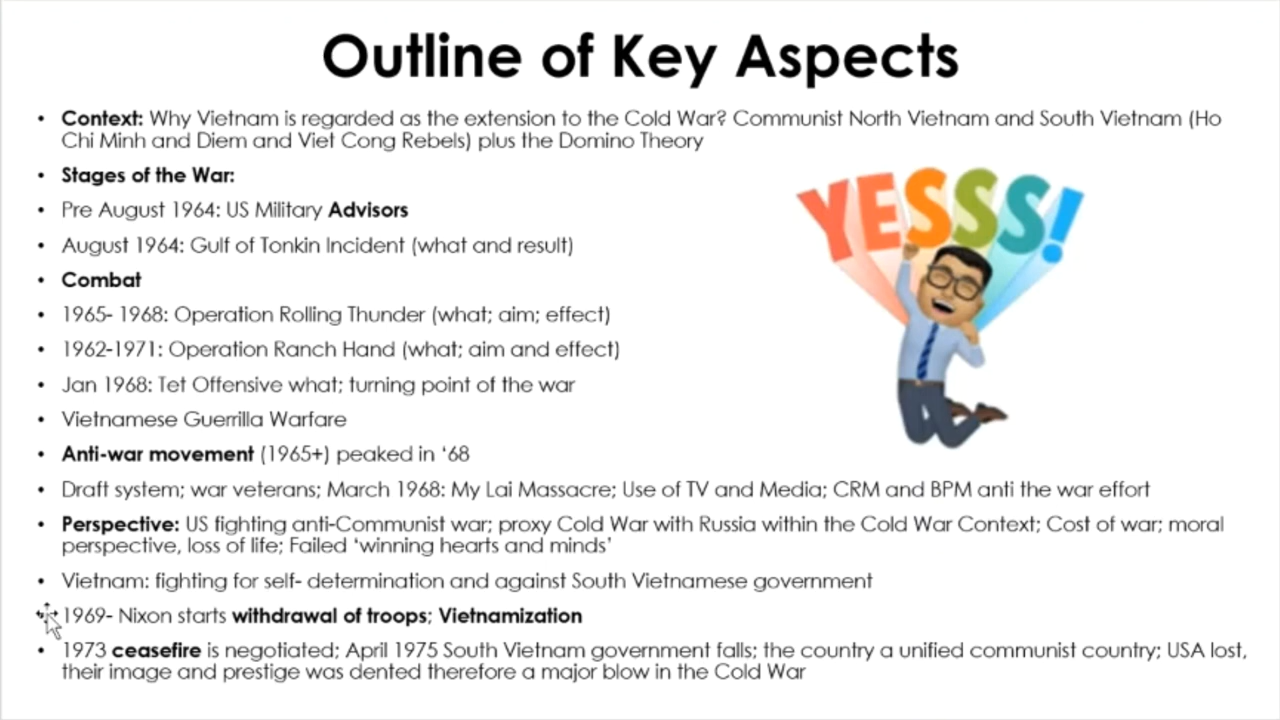 Outline of Key Aspects
• Context: Why Vietnam is regarded as the extension to the Cold War? Communist North Vietnam and South Vietnam (Ho
Chi Minh and Diem and Viet Cong Rebels) plus the Domino Theory
• Stages of the War:
• Pre August 1964: US Military Advisors
• August 1964: Gulf of Tonkin Incident (what and result)
• Combat
• 1965- 1968: Operation Rolling Thunder (what; aim; effect)
• 1962-1971: Operation Ranch Hand (what; aim and effect)
• Jan 1968: Tet Offensive what; turning point of the war
• Vietnamese Guerrilla Warfare
• Anti-war movement (1965+) peaked in ‘68
• Draft system; war veterans; March 1968: My Lai Massacre; Use of TV and Media; CRM and BPM anti the war effort
• Perspective: US fighting anti-Communist war; proxy Cold War with Russia within the Cold War Context; Cost of war; moral
perspective, loss of life; Failed ‘winning hearts and minds’
• Vietnam: fighting for self- determination and against South Vietnamese government
1969- Nixon starts withdrawal of troops; Vietnamization
• 1973 ceasefire is negotiated; April 1975 South Vietnam government falls; the country a unified communist country; USA lost,
their image and prestige was dented therefore a major blow in the Cold War
YESSS!